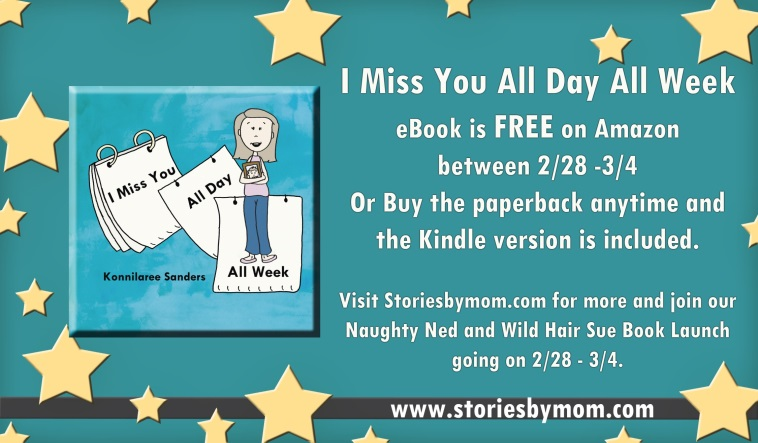 I Miss You
All Day
All Week
Konnilaree Sanders
I Miss You All Day All Week
eBook is FREE on Amazon
between 2/28 -3/4
Or Buy the paperback anytime and
the Kindle version is included.
Visit Storiesbymom.com for more and join our
Naughty Ned and Wild Hair Sue Book Launch
going on 2/28 - 3/4.
www.storiesbymom.com